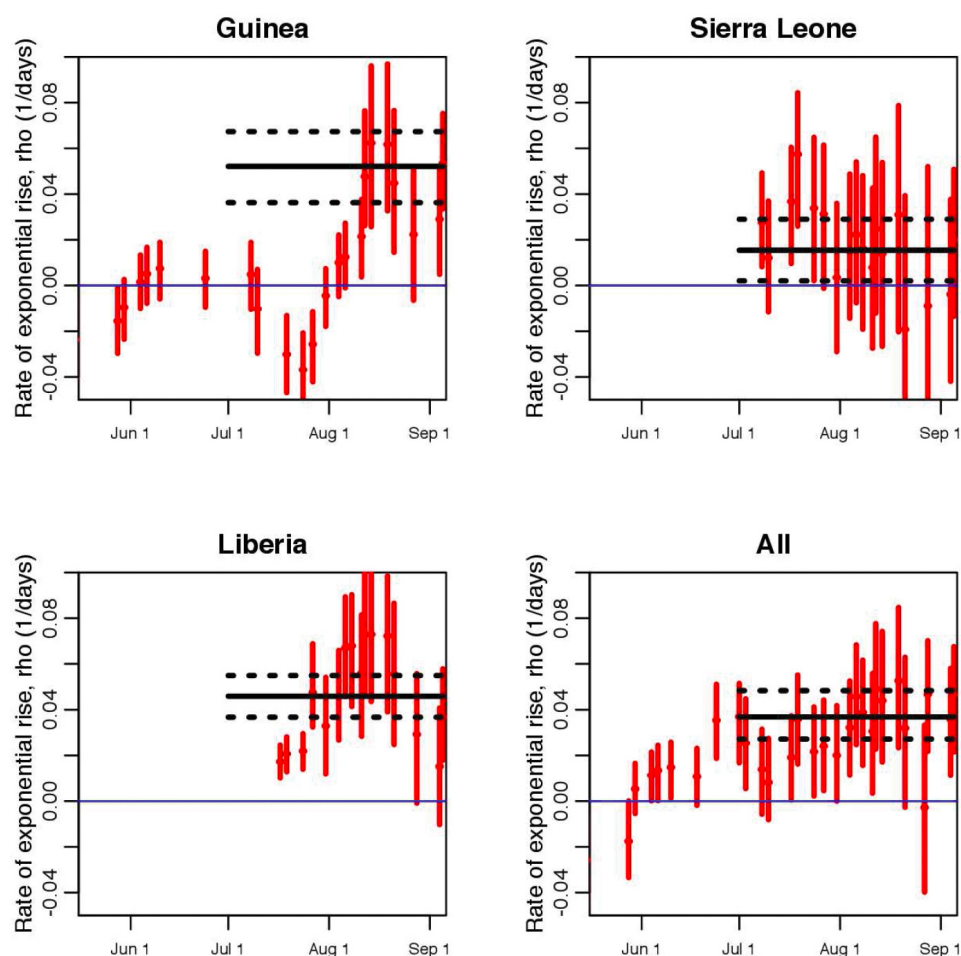 Guinea
Rate of exponential rise, rho (1/days)
0.08
0.04
0.00
-0.04
Jun 1
Jul 1
Aug 1
Sep 1
Sierra Leone
Rate of exponential rise, rho (1/days)
0.08
0.04
0.00
-0.04
Jun 1
Jul 1
Aug 1
Sep 1
Liberia
Rate of exponential rise, rho (1/days)
0.08
0.04
0.00
-0.04
Jun 1
Jul 1
Aug 1
Sep 1
All
Rate of exponential rise, rho (1/days)
0.08
0.04
0.00
-0.04
Jun 1
Jul 1
Aug 1
Sep 1